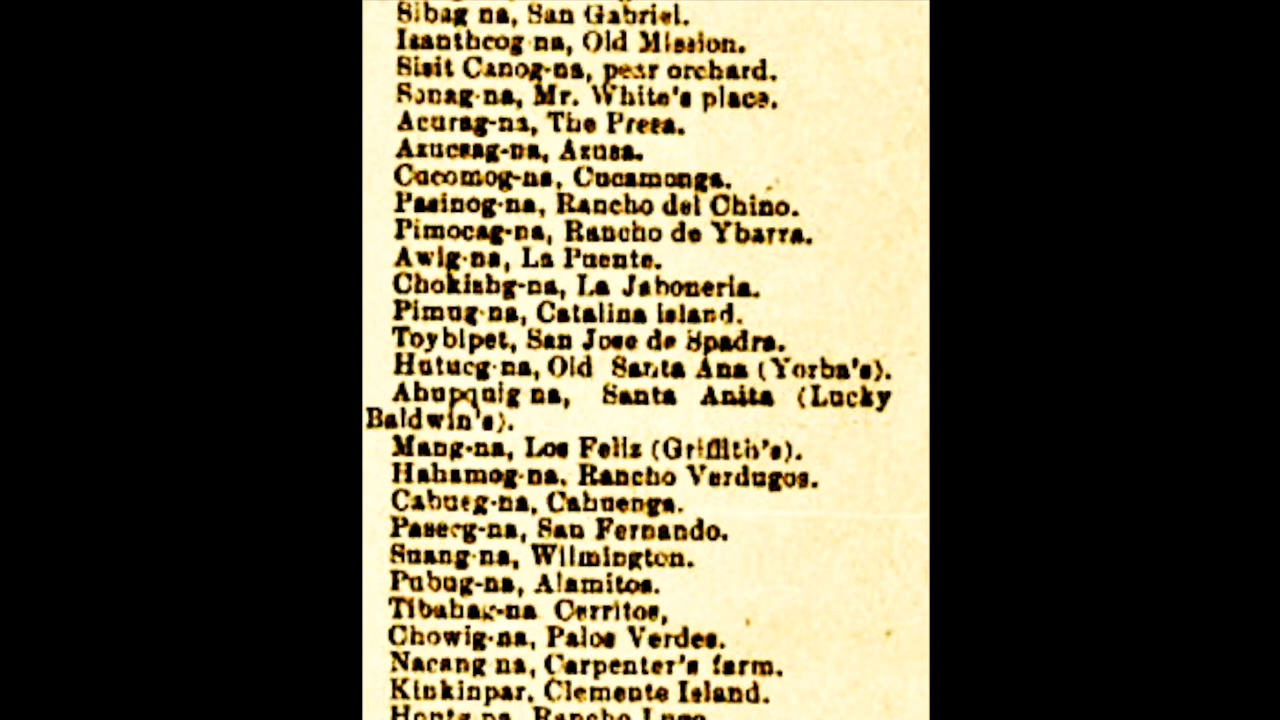 Sibag na, San Gabriel.
Isantheog na, Old Mission.
Sisit Canog-na, pear orchard.
Sonag-na, Mr. White's place.
Acurag-na, The Presa.
Azucsag-na, Azusa.
Cucomog-na, Cucamonga.
Pasinog-na, Rancho del Chino.
Pimocag-na, Rancho de Ybarra.
Awig-na, La Puente.
Chokishg-na, La Jaboneria.
Pimug-na, Catalina island.
Toybipet, San Jose de Spadra.
Hutucg-na, Old Santa Ana (Yorba's).
Ahupquig na, Santa Anita (Lucky
Baldwin's).
Mang-na, Los Feliz (Griffith's).
Hahamog-na, Rancho Verdugos.
Cabueg-na, Cahuenga.
Pasecg-na, San Fernando.
Suang-na, Wilmington.
Pubug-na, Alamitos.
Tibahag-na Cerritos,
Chowig-na, Palos Verdes.
Nacang na, Carpenter's farm.
Kinkinpar, Clemente Island.
na, Rancho Lugo